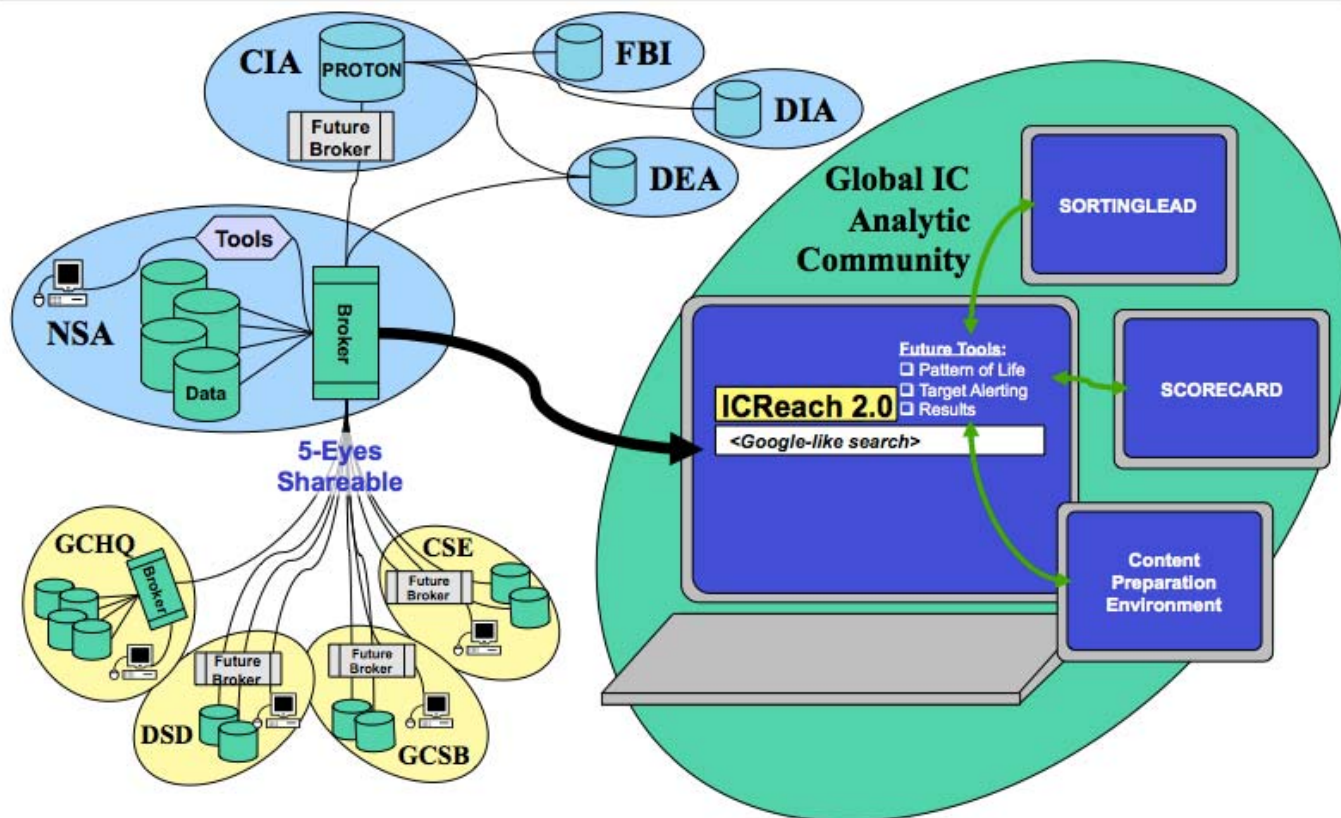 CIA
PROTON
Future
Broker
FBI
DIA
DEA
NSA
Tools
Data
Broker
5-Eyes
Shareable
GCHQ
Broker
DSD
Future
Broker
Future
Broker
GCSB
CSE
Future
Broker
Global IC
Analytic
Community
SORTINGLEAD
SCORECARD
Content
Preparation
Environment
Future Tools:
❑ Pattern of Life
❑ Target Alerting
❑ Results
ICReach 2.0
<Google-like search>